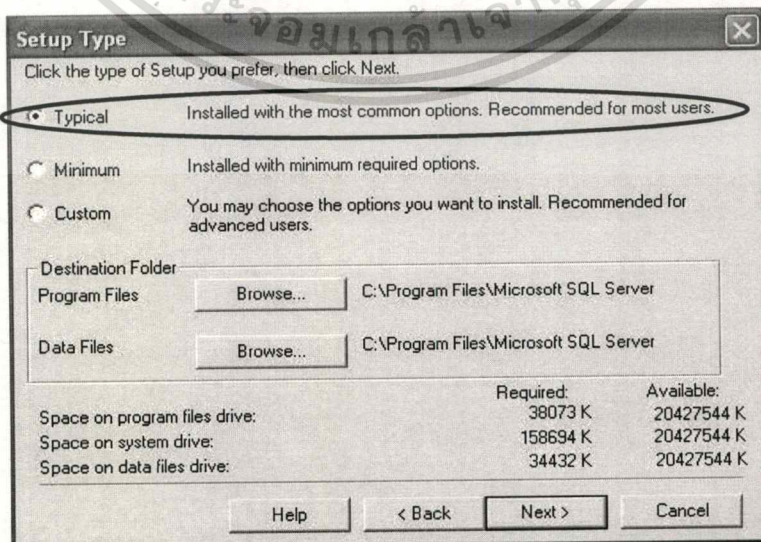 Setup Type
Click the type of Setup you prefer, then click Next.
Typical Installed with the most common options. Recommended for most users.
Minimum Installed with minimum required options.
Custom You may choose the options you want to install. Recommended for
advanced users.
Destination Folder
Program Files Browse... C:\Program Files\Microsoft SQL Server
Data Files Browse... C:\Program Files\Microsoft SQL Server
Required: Available:
Space on program files drive: 38073 K 20427544 K
Space on system drive: 158694 K 20427544 K
Space on data files drive: 34432 K 20427544 K
Help < Back Next > Cancel